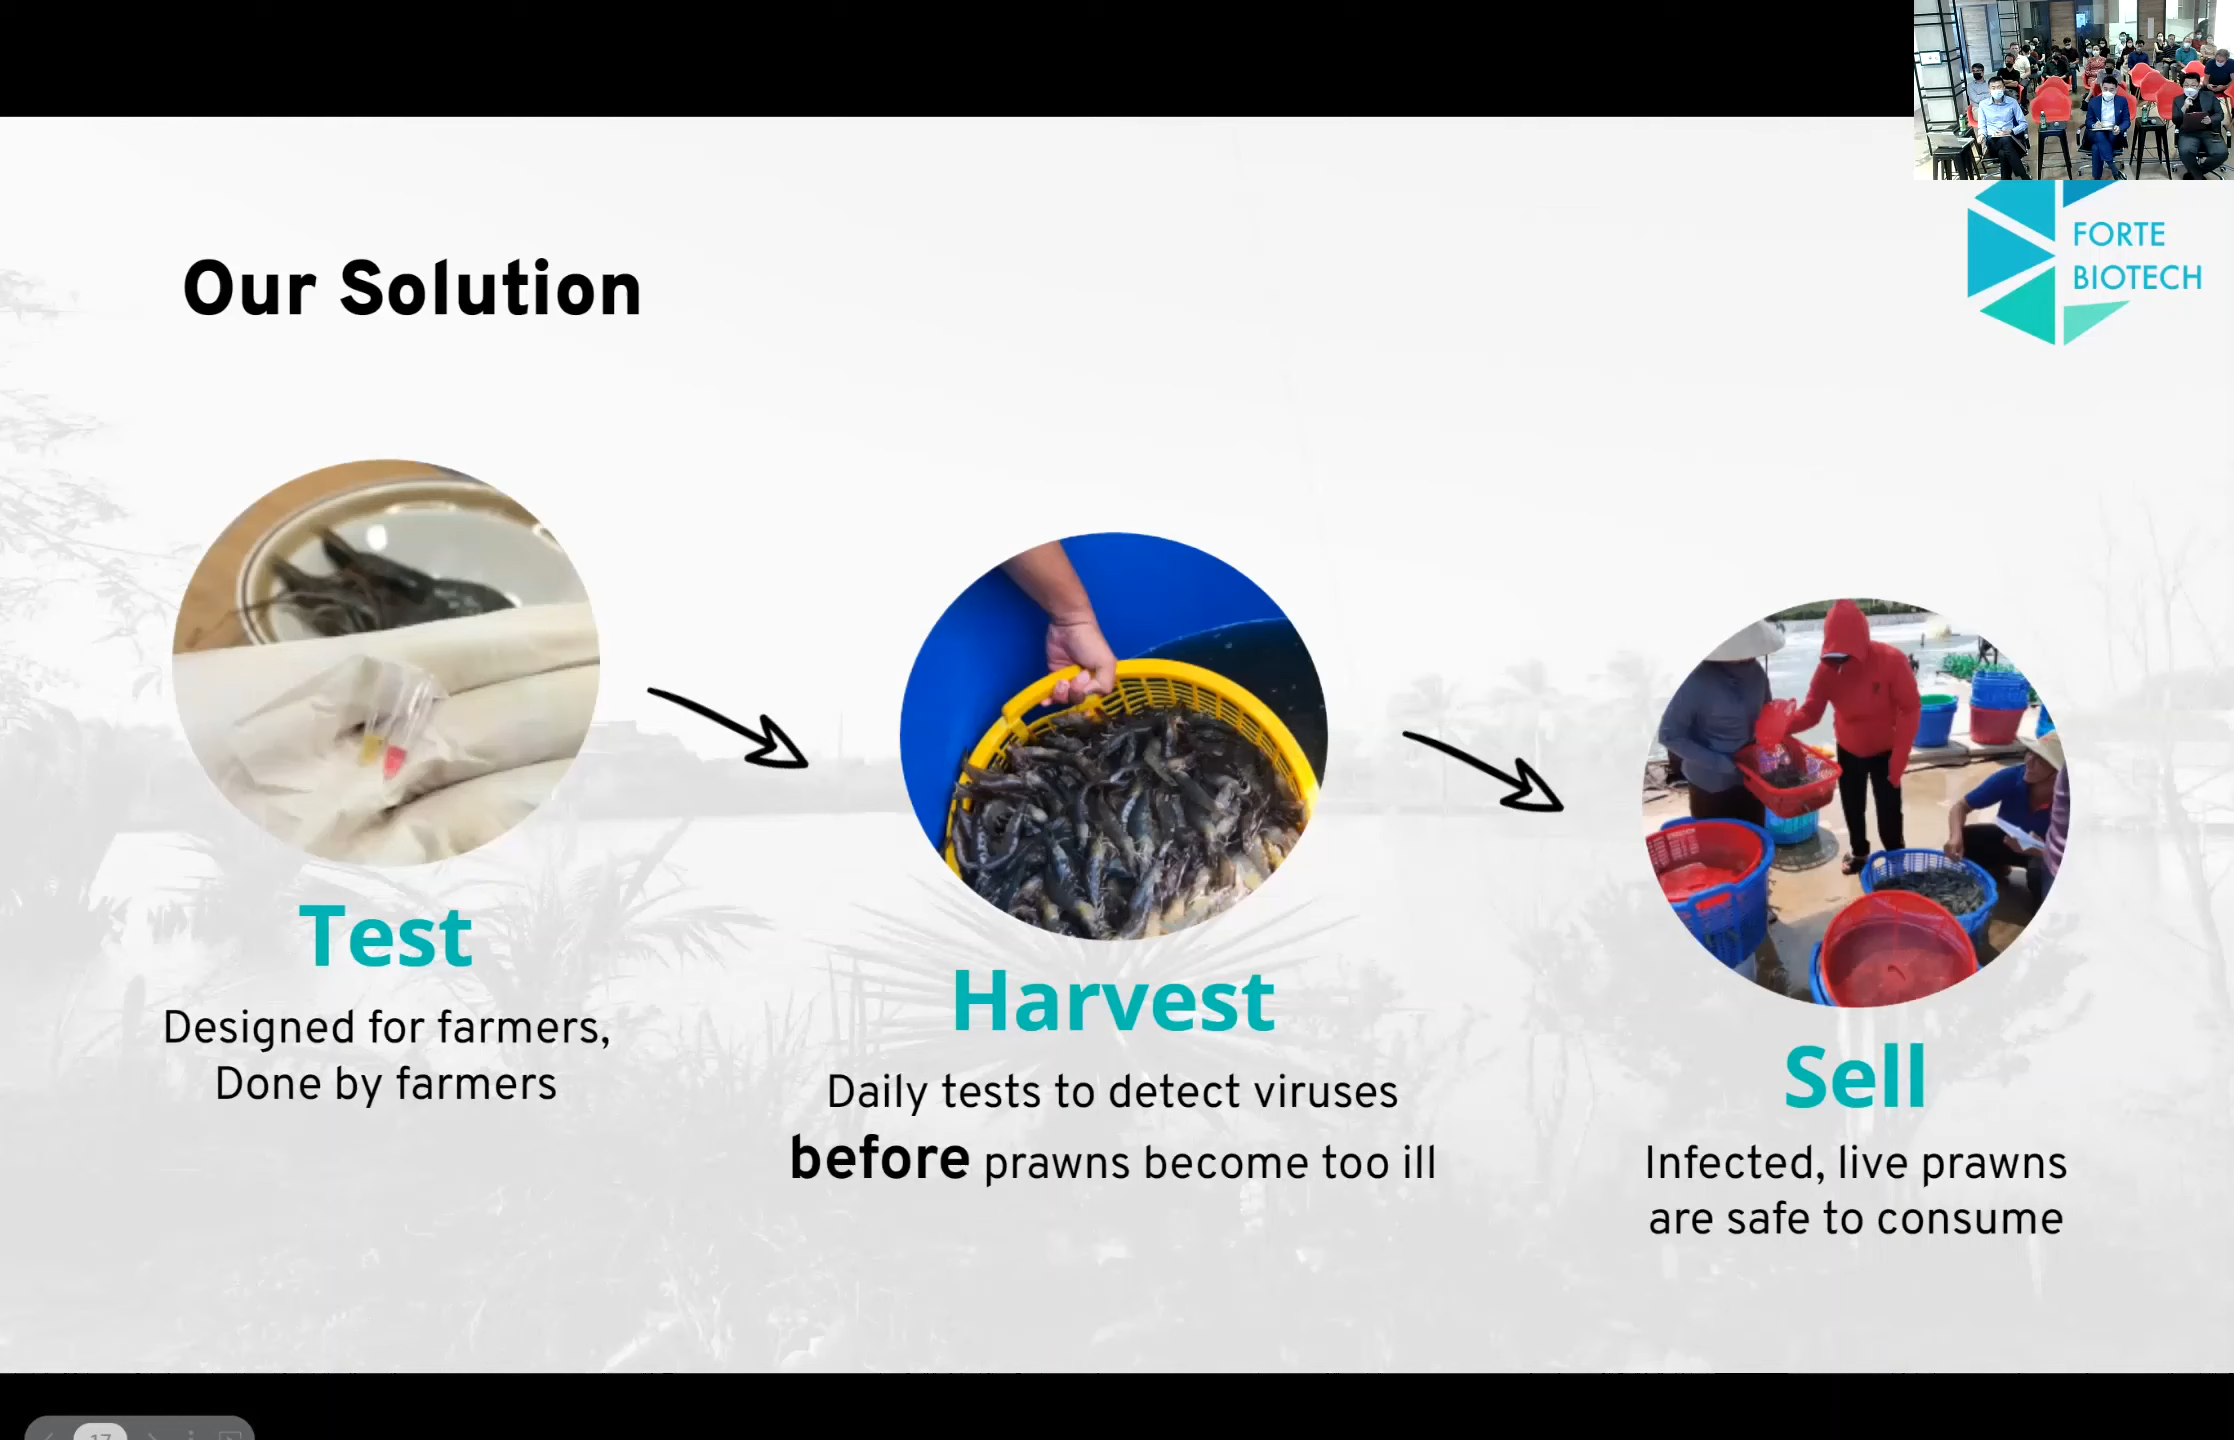 FORTE
BIOTECH
Our Solution
Test
Designed for farmers,
Done by farmers
Harvest
Daily tests to detect viruses
before prawns become too ill
Sell
Infected, live prawns
are safe to consume
17